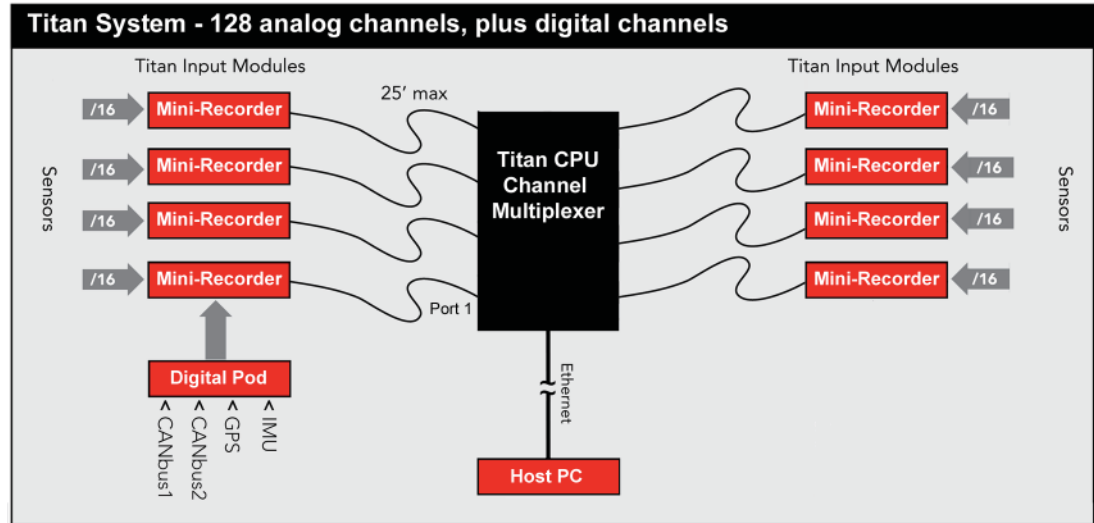 Titan System - 128 analog channels, plus digital channels
Titan Input Modules
Titan Input Modules
25’ max
/16
Mini-Recorder
/16
Mini-Recorder
/16
Mini-Recorder
/16
Mini-Recorder
Sensors
Titan CPU
Channel
Multiplexer
Port 1
Mini-Recorder
/16
Mini-Recorder
/16
Mini-Recorder
/16
Mini-Recorder
/16
Sensors
Digital Pod
< CANbus1
< CANbus2
< GPS
< IMU
Ethernet
Host PC